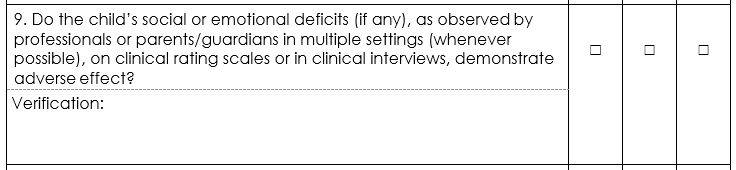 9. Do the child’s social or emotional deficits (if any), as observed by
professionals or parents/guardians in multiple settings (whenever
possible), on clinical rating scales or in clinical interviews, demonstrate
adverse effect?
Verification: